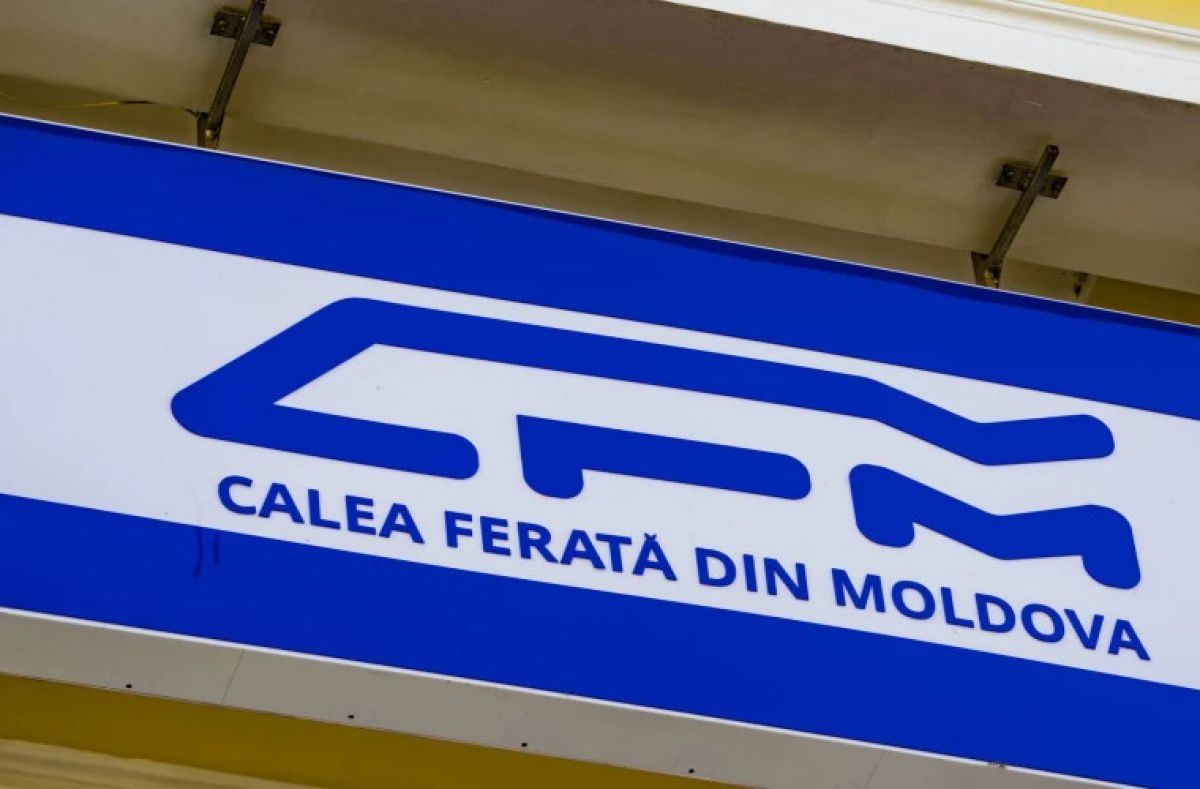 CFM
CALEA FERATĂ DIN MOLDOVA